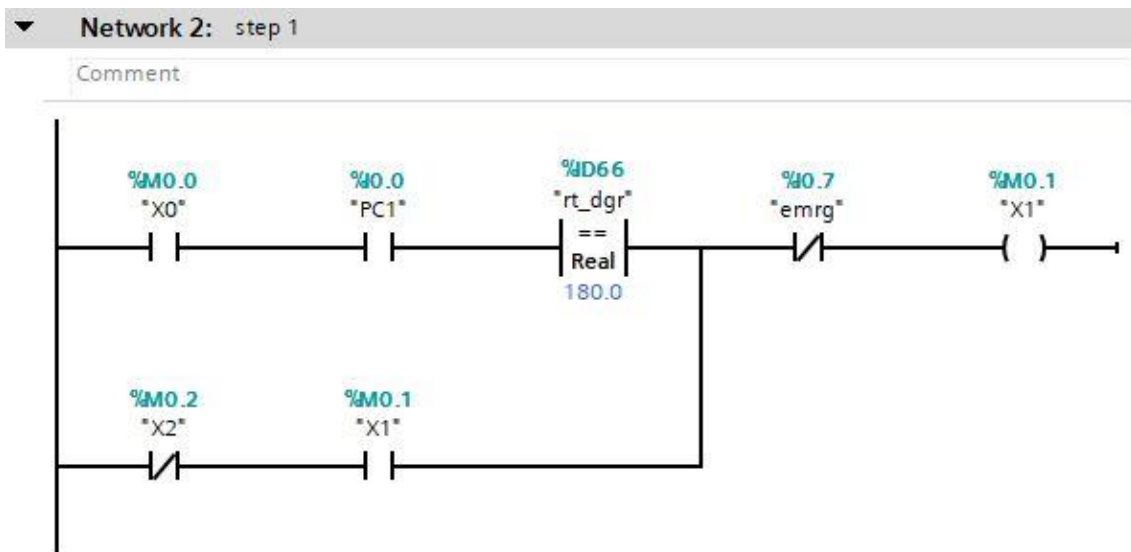 Network 2: step 1
Comment
%M0.0 %I0.0 %ID66 %I0.7 %M0.1
"X0" "PC1" "rt_dgr" "emrg" "X1"
==
Real
180.0
%M0.2 %M0.1
"X2" "X1"